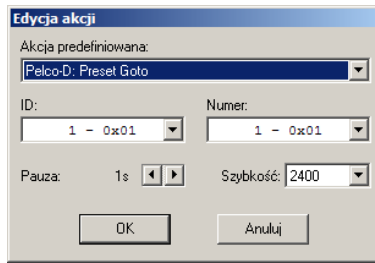 Edycja akcji
Akcja predefiniowana:
Pelco-D: Preset Goto
ID: Numer:
1 - 0x01 1 - 0x01
Pauza: 1s Szybkość: 2400
OK Anuluj